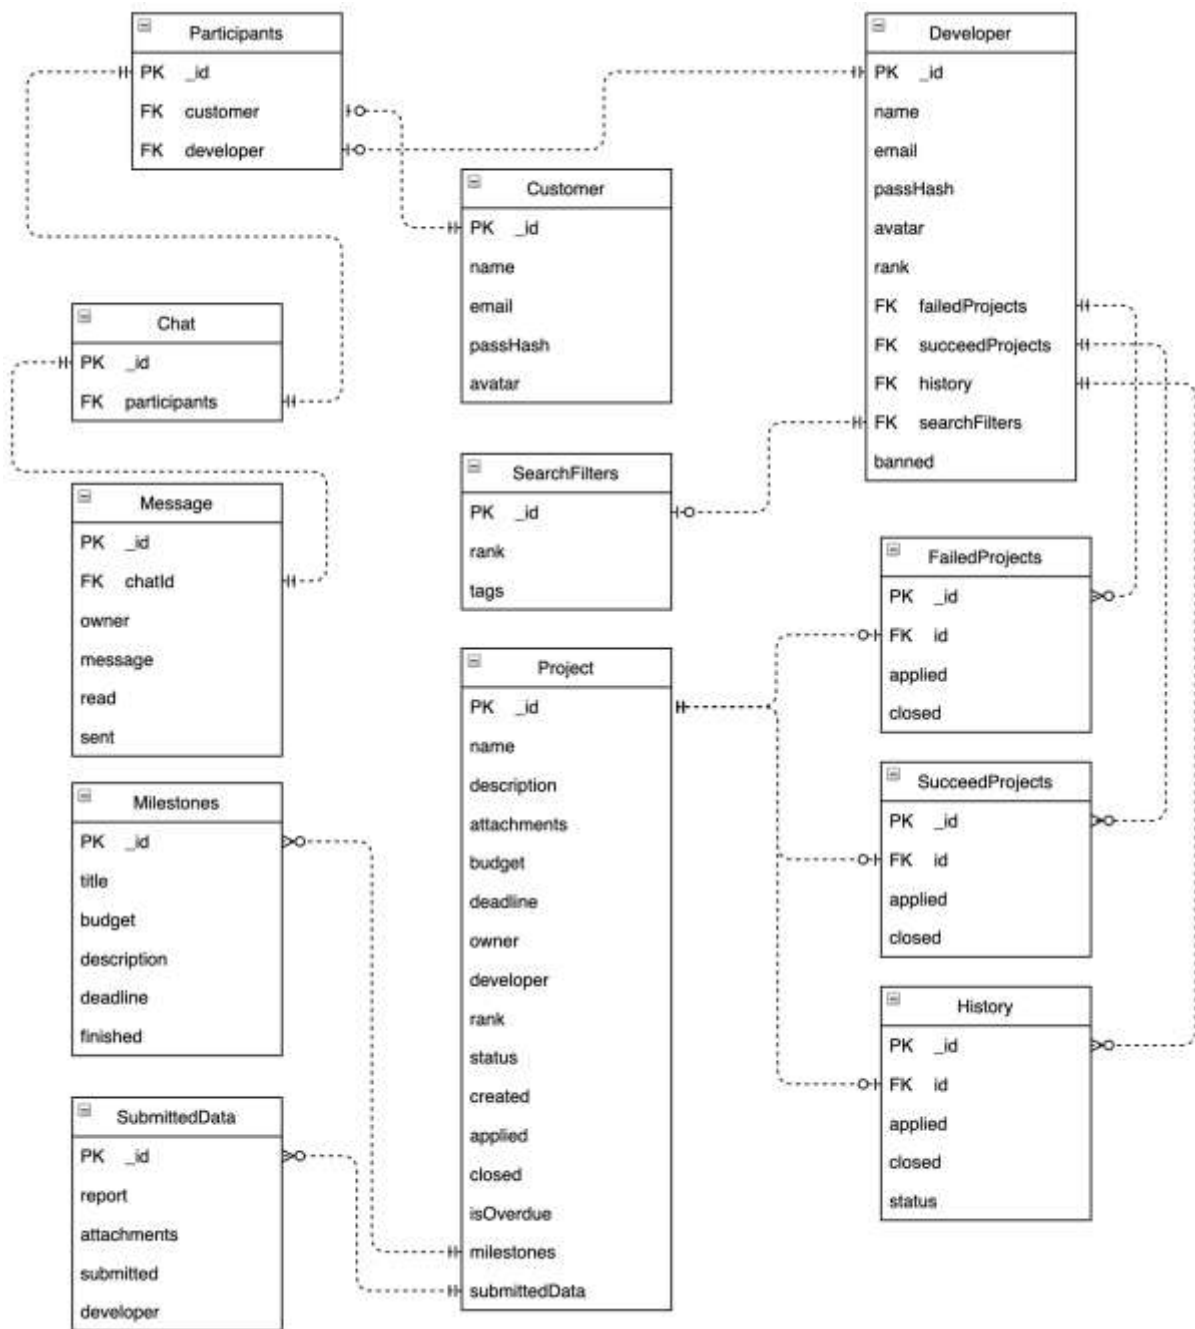 Participants
PK _id
FK customer
FK developer
Developer
PK _id
name
email
passHash
avatar
rank
FK failedProjects
FK succeedProjects
FK history
FK searchFilters
banned
Customer
PK _id
name
email
passHash
avatar
Chat
PK _id
FK participants
SearchFilters
PK _id
rank
tags
Message
PK _id
FK chatId
owner
message
read
sent
FailedProjects
PK _id
FK id
applied
closed
Project
PK _id
name
description
attachments
budget
deadline
owner
developer
rank
status
created
applied
closed
isOverdue
milestones
submittedData
SucceedProjects
PK _id
FK id
applied
closed
Milestones
PK _id
title
budget
description
deadline
finished
History
PK _id
FK id
applied
closed
status
SubmittedData
PK _id
report
attachments
submitted
developer